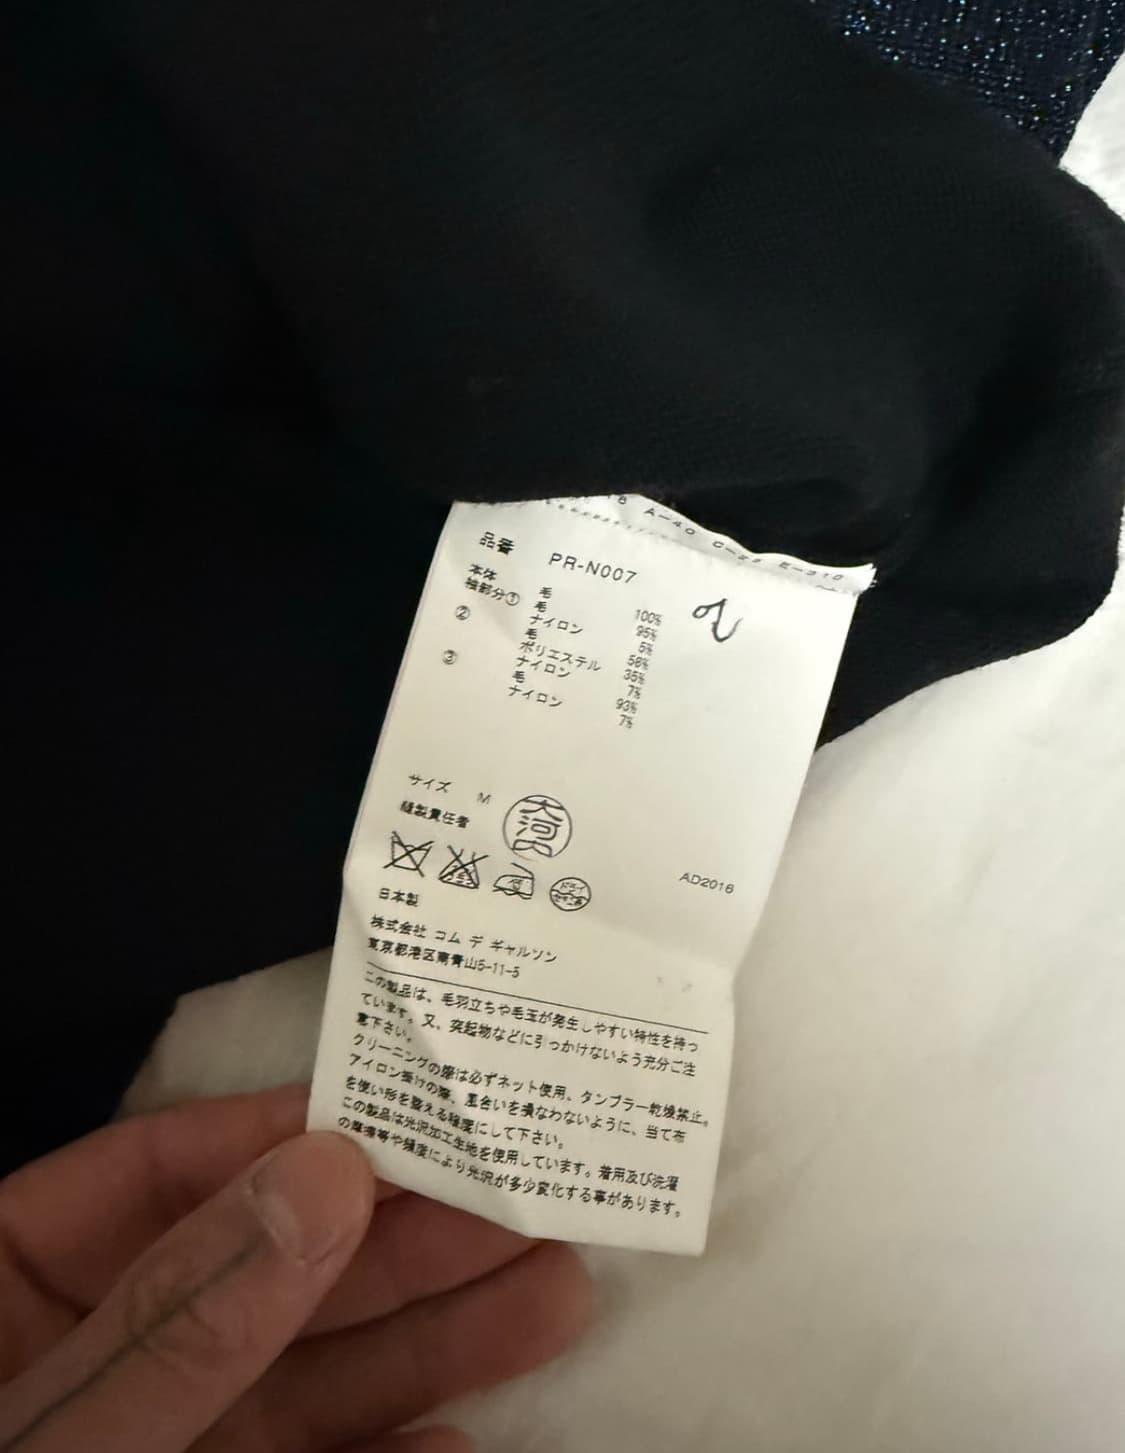 A-40
品番 PR-N007
本体 毛 100%
袖部分① 毛 95%
ナイロン 5%
② 毛 58%
ポリエステル 35%
ナイロン 7%
③ 毛 93%
ナイロン 7%
サイズ M
縫製責任者
大河内
AD2016
日本製
株式会社 コム デ ギャルソン
東京都港区南青山5-11-5
この製品は、毛羽立ちや毛玉が発生しやすい特性を持っ
ています。又、突起物などに引っかけないよう充分ご注
意下さい。
クリーニングの際は必ずネット使用、タンブラー乾燥禁止。
アイロン掛けの際、風合いを損なわないように、当て布
を使い形を整える程度にして下さい。
この製品は光沢加工生地を使用しています。着用及び洗濯
の摩擦等や頻度により光沢が多少変化する事があります。